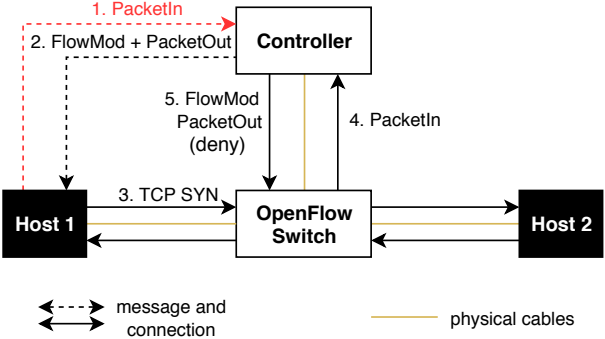 1. PacketIn
2. FlowMod + PacketOut
Controller
5. FlowMod
PacketOut
(deny)
4. PacketIn
3. TCP SYN
Host 1
OpenFlow
Switch
Host 2
message and
connection
physical cables